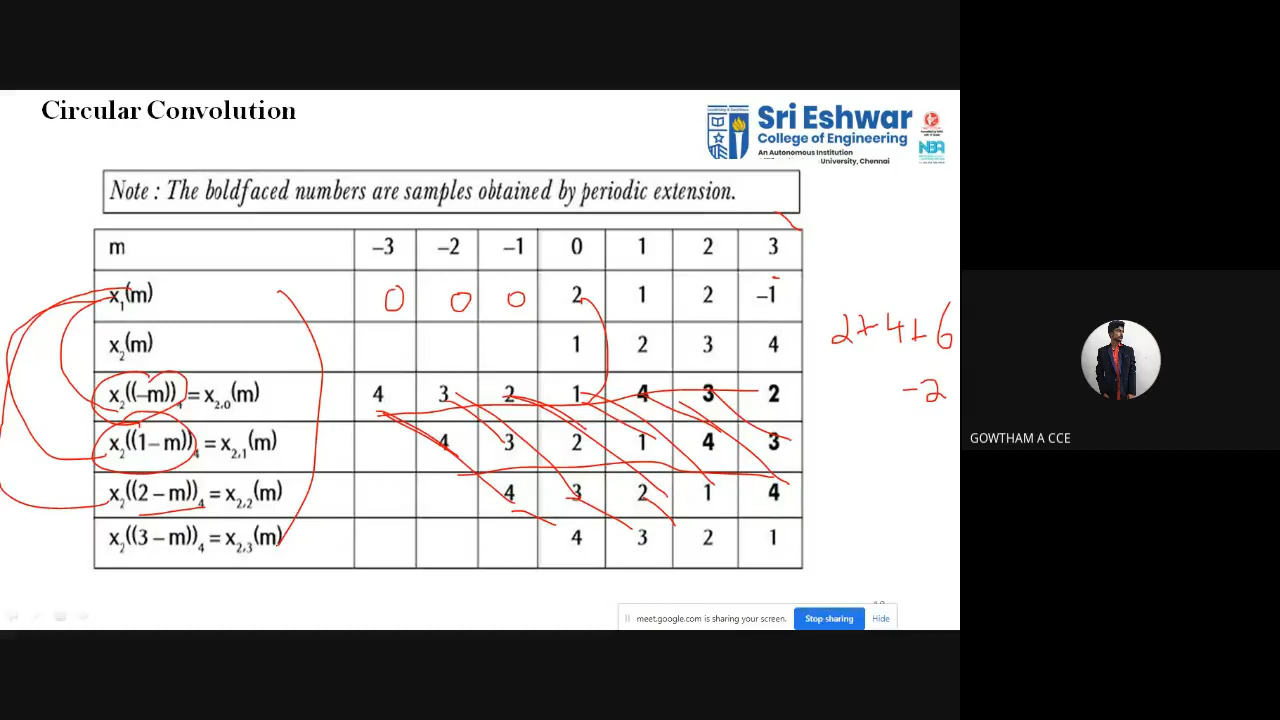 Circular Convolution
Sri Eshwar
College of Engineering
An Autonomous Institution
University, Chennai
NBA
Note : The boldfaced numbers are samples obtained by periodic extension.
m –3 –2 –1 0 1 2 3
x₁(m) 0 0 0 2 1 2 –1
x₂(m) 1 2 3 4
x₂((–m))₄ = x₂,₀(m) 4 3 2 1 4 3 2
x₂((1 – m))₄ = x₂,₁(m) 4 3 2 1 4 3
x₂((2 – m))₄ = x₂,₂(m) 4 3 2 1 4
x₂((3 – m))₄ = x₂,₃(m) 4 3 2 1
2+4+6
-2
GOWTHAM A CCE
meet.google.com is sharing your screen. Stop sharing Hide